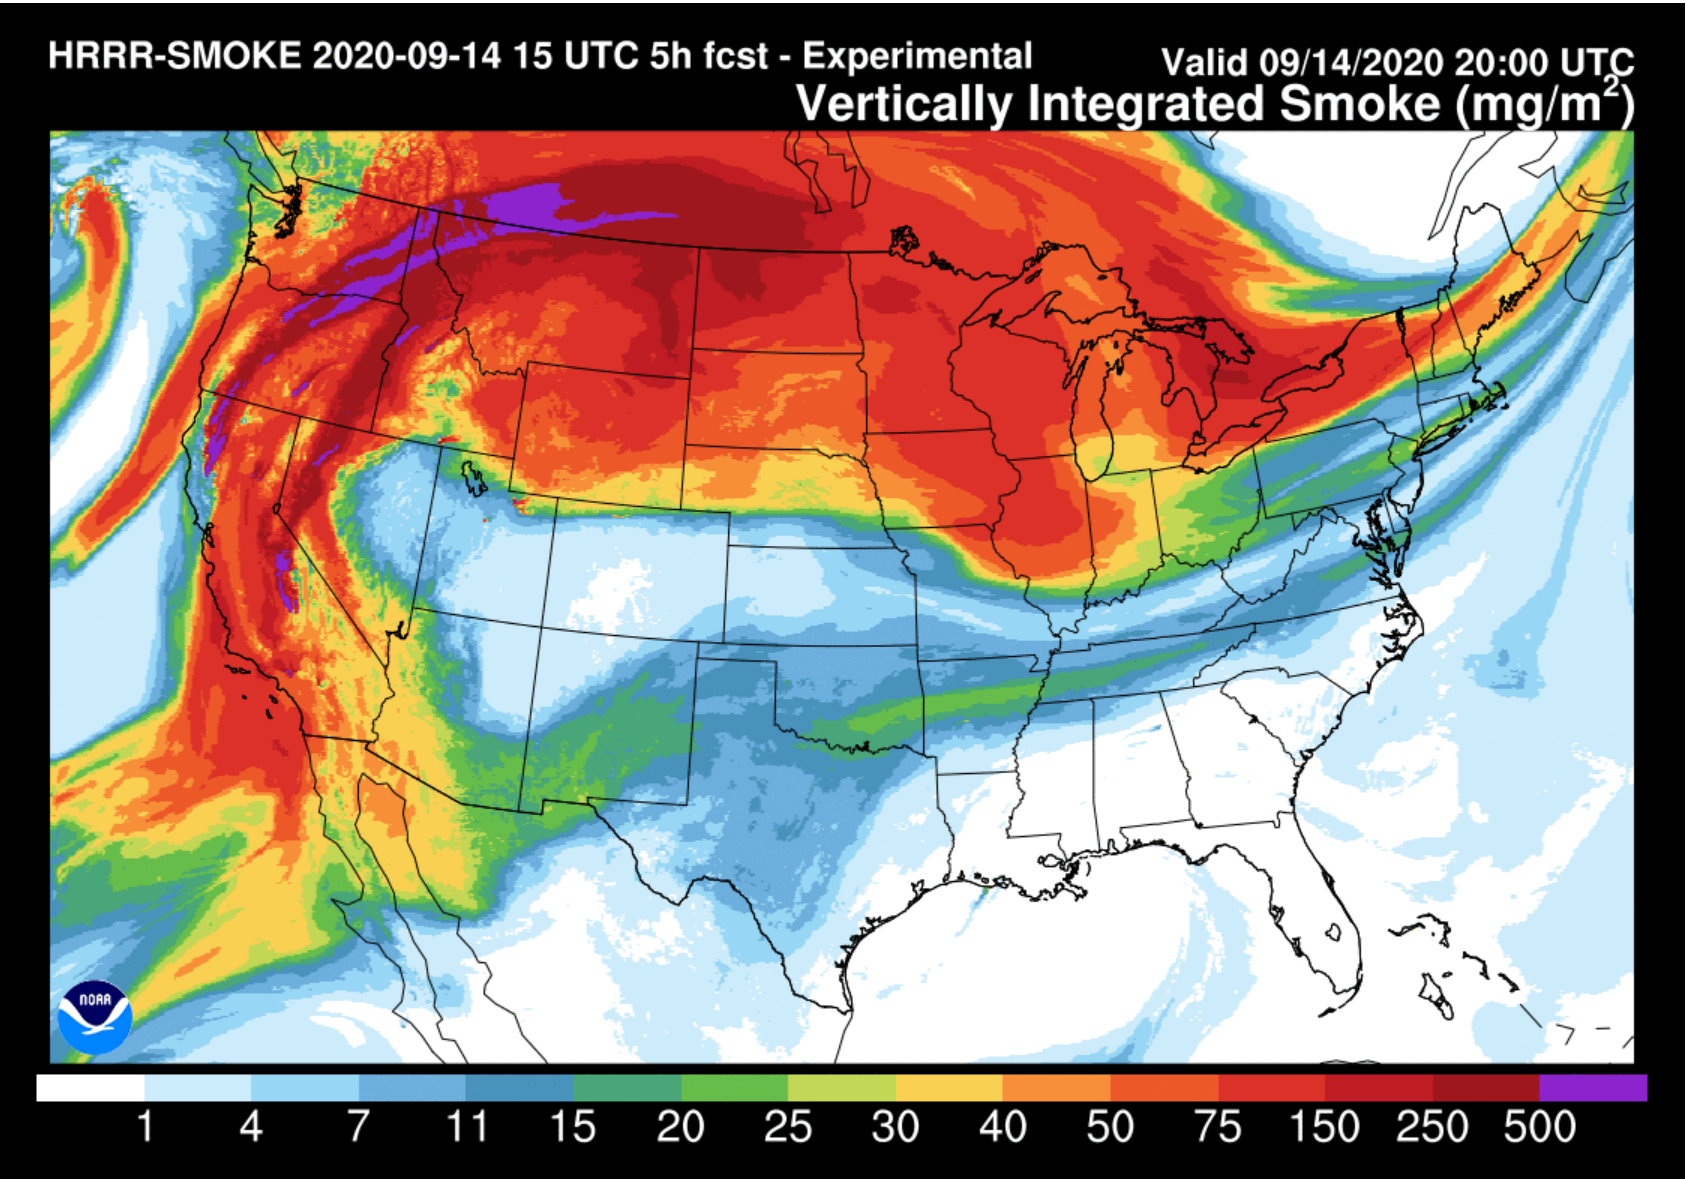 HRRR-SMOKE 2020-09-14 15 UTC 5h fcst - Experimental
Valid 09/14/2020 20:00 UTC
Vertically Integrated Smoke (mg/m²)
NOAA
1 4 7 11 15 20 25 30 40 50 75 150 250 500